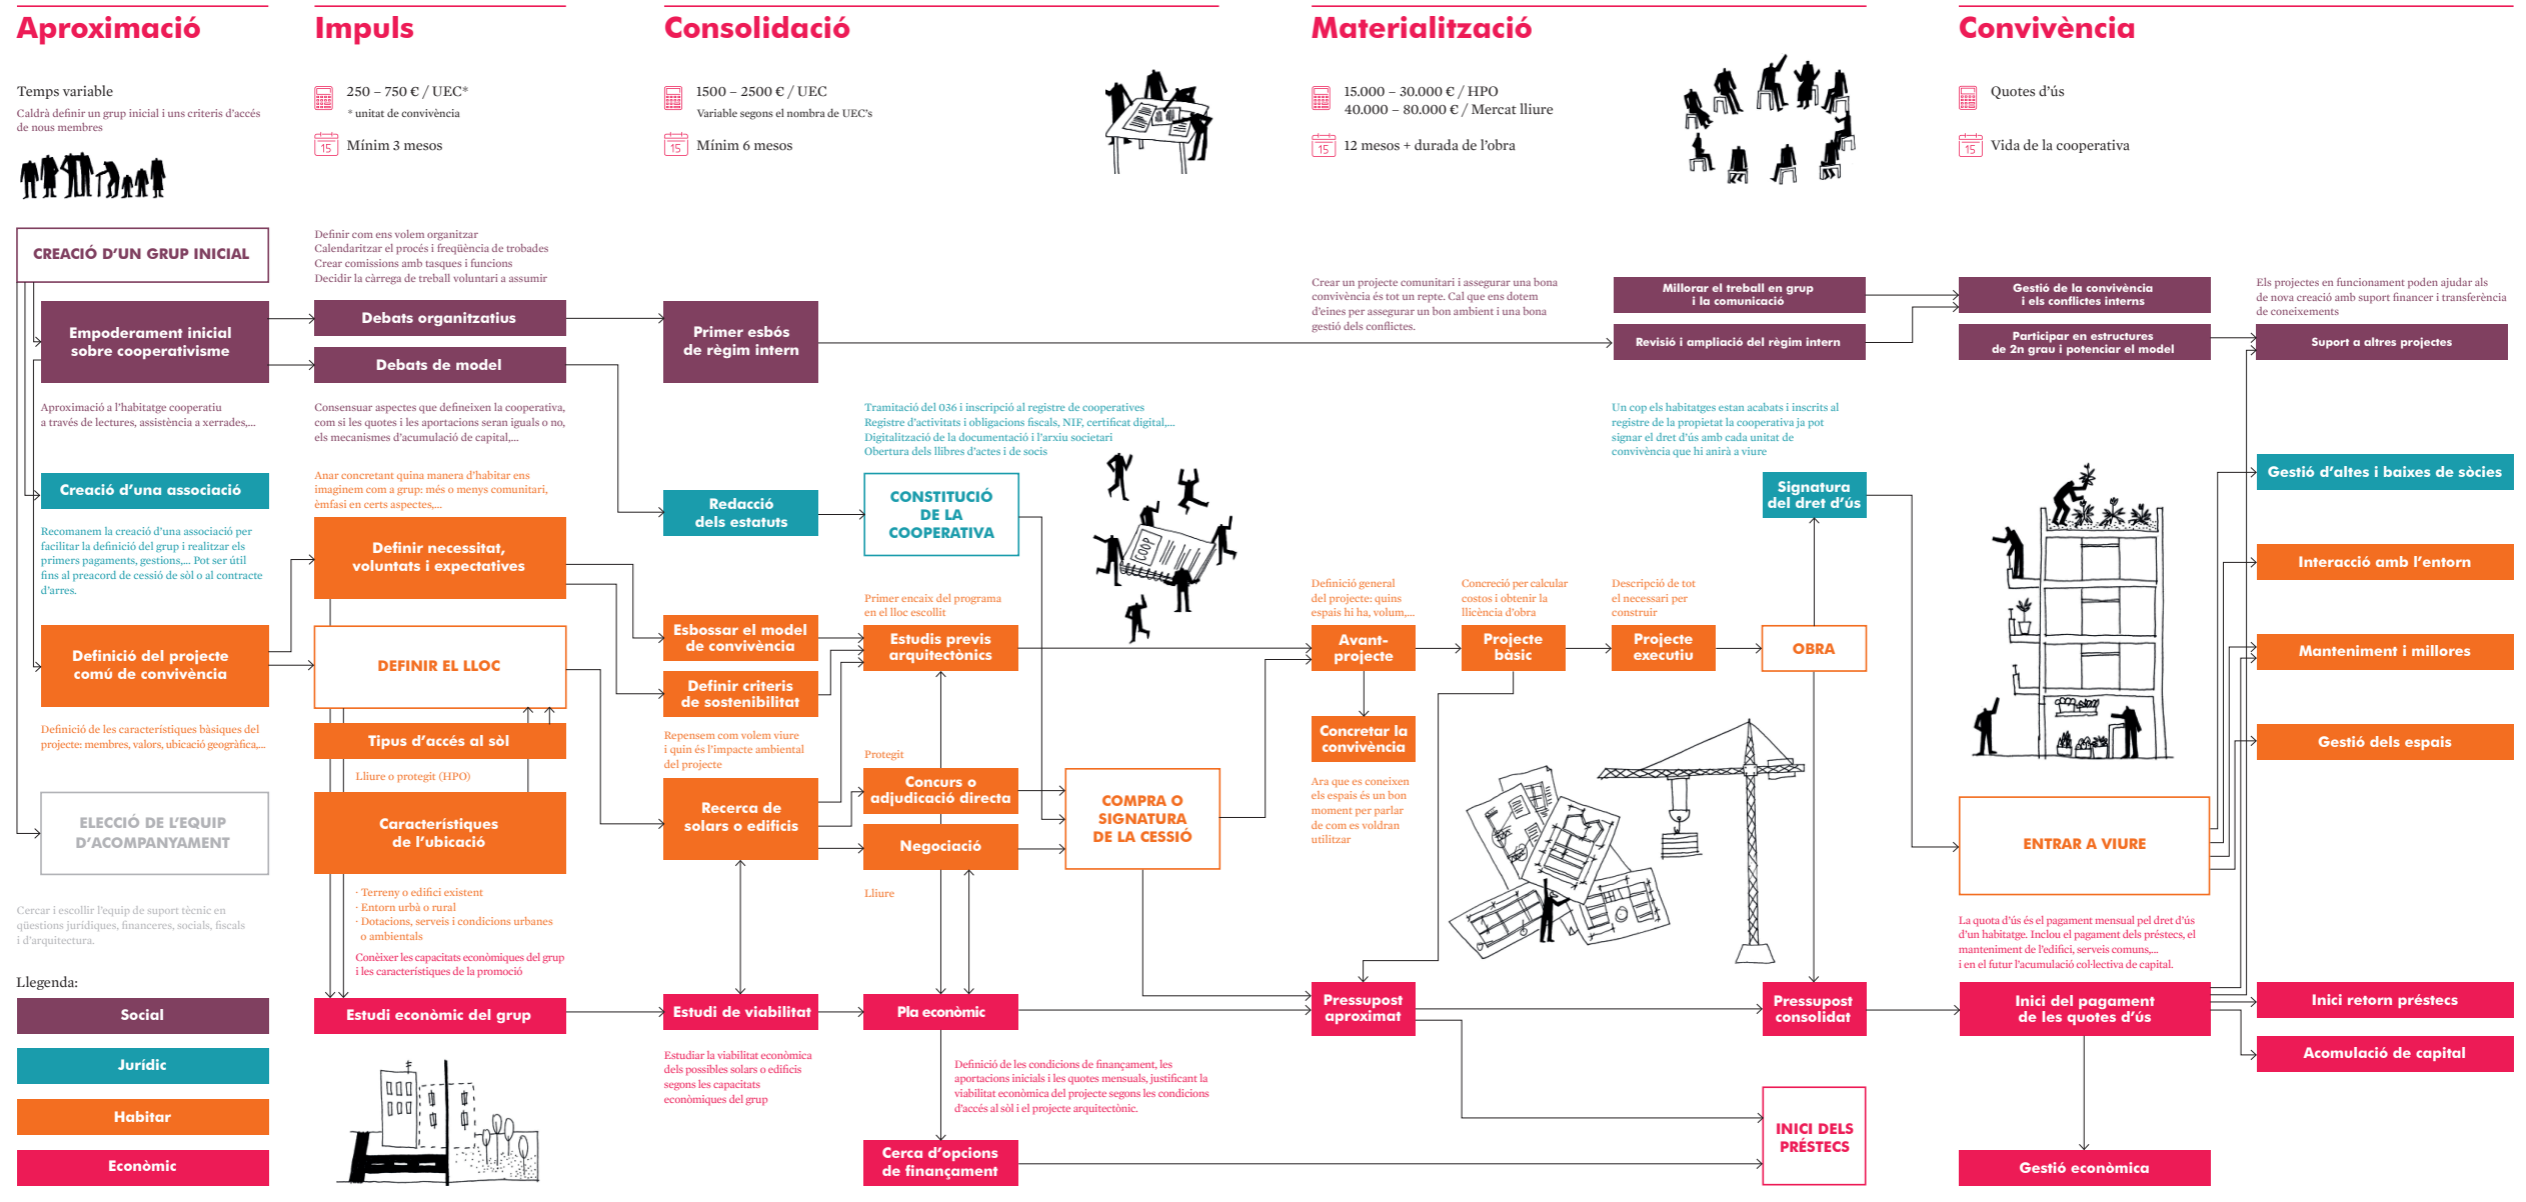 Aproximació
Temps variable
Caldrà definir un grup inicial i uns criteris d'accés
de nous membres
CREACIÓ D'UN GRUP INICIAL
Empoderament inicial
sobre cooperativisme
Aproximació a l'habitatge cooperatiu
a través de lectures, assistència a xerrades,...
Creació d'una associació
Recomanem la creació d'una associació per
facilitar la definició del grup i realitzar els
primers pagaments, gestions,... Pot ser útil
fins al preacord de cessió de sòl o al contracte
d'arres.
Definició del projecte
comú de convivència
Definició de les característiques bàsiques del
projecte: membres, valors, ubicació geogràfica,...
ELECCIÓ DE L'EQUIP
D'ACOMPANYAMENT
Cercar i escollir l'equip de suport tècnic en
qüestions jurídiques, financeres, socials, fiscals
i d'arquitectura.
Llegenda:
Social
Jurídic
Habitar
Econòmic
Impuls
250 – 750 € / UEC*
* unitat de convivència
15
Mínim 3 mesos
Definir com ens volem organitzar
Calendaritzar el procés i freqüència de trobades
Crear comissions amb tasques i funcions
Decidir la càrrega de treball voluntari a assumir
Debats organitzatius
Debats de model
Consensuar aspectes que defineixen la cooperativa,
com si les quotes i les aportacions seran iguals o no,
els mecanismes d'acumulació de capital,...
Anar concretant quina manera d'habitar ens
imaginem com a grup: més o menys comunitari,
èmfasi en certs aspectes,...
Definir necessitat,
voluntats i expectatives
DEFINIR EL LLOC
Tipus d'accés al sòl
Lliure o protegit (HPO)
Característiques
de l'ubicació
· Terreny o edifici existent
· Entorn urbà o rural
· Dotacions, serveis i condicions urbanes
o ambientals
Conèixer les capacitats econòmiques del grup
i les característiques de la promoció
Estudi econòmic del grup
Consolidació
1500 – 2500 € / UEC
Variable segons el nombra de UEC's
15
Mínim 6 mesos
Primer esbós
de règim intern
Tramitació del 036 i inscripció al registre de cooperatives
Registre d'activitats i obligacions fiscals, NIF, certificat digital,...
Digitalització de la documentació i l'arxiu societari
Obertura dels llibres d'actes i de socis
Redacció
dels estatuts
CONSTITUCIÓ
DE LA
COOPERATIVA
COOP
Primer encaix del programa
en el lloc escollit
Esbossar el model
de convivència
Estudis previs
arquitectònics
Definir criteris
de sostenibilitat
Repensem com volem viure
i quin és l'impacte ambiental
del projecte
Protegit
Recerca de
solars o edificis
Concurs o
adjudicació directa
Negociació
Lliure
COMPRA O
SIGNATURA
DE LA CESSIÓ
Estudi de viabilitat
Pla econòmic
Estudiar la viabilitat econòmica
dels possibles solars o edificis
segons les capacitats
econòmiques del grup
Definició de les condicions de finançament, les
aportacions inicials i les quotes mensuals, justificant la
viabilitat econòmica del projecte segons les condicions
d'accés al sòl i el projecte arquitectònic.
Cerca d'opcions
de finançament
Materialització
15.000 – 30.000 € / HPO
40.000 – 80.000 € / Mercat lliure
15
12 mesos + durada de l'obra
Crear un projecte comunitari i assegurar una bona
convivència és tot un repte. Cal que ens dotem
d'eines per assegurar un bon ambient i una bona
gestió dels conflictes.
Millorar el treball en grup
i la comunicació
Revisió i ampliació del règim intern
Un cop els habitatges estan acabats i inscrits al
registre de la propietat la cooperativa ja pot
signar el dret d'ús amb cada unitat de
convivència que hi anirà a viure
Signatura
del dret d'ús
Definició general
del projecte: quins
espais hi ha, volum,...
Concreció per calcular
costos i obtenir la
llicència d'obra
Descripció de tot
el necessari per
construir
Avant-
projecte
Projecte
bàsic
Projecte
executiu
OBRA
Concretar la
convivència
Ara que es coneixen
els espais és un bon
moment per parlar
de com es voldran
utilitzar
Pressupost
aproximat
Pressupost
consolidat
INICI DELS
PRÉSTECS
Convivència
Quotes d'ús
15
Vida de la cooperativa
Gestió de la convivència
i els conflictes interns
Participar en estructures
de 2n grau i potenciar el model
Els projectes en funcionament poden ajudar als
de nova creació amb suport financer i transferència
de coneixements
Suport a altres projectes
Gestió d'altes i baixes de sòcies
Interacció amb l'entorn
Manteniment i millores
Gestió dels espais
ENTRAR A VIURE
La quota d'ús és el pagament mensual pel dret d'ús
d'un habitatge. Inclou el pagament dels préstecs, el
manteniment de l'edifici, serveis comuns,...
i en el futur l'acumulació col·lectiva de capital.
Inici del pagament
de les quotes d'ús
Inici retorn préstecs
Acomulació de capital
Gestió econòmica